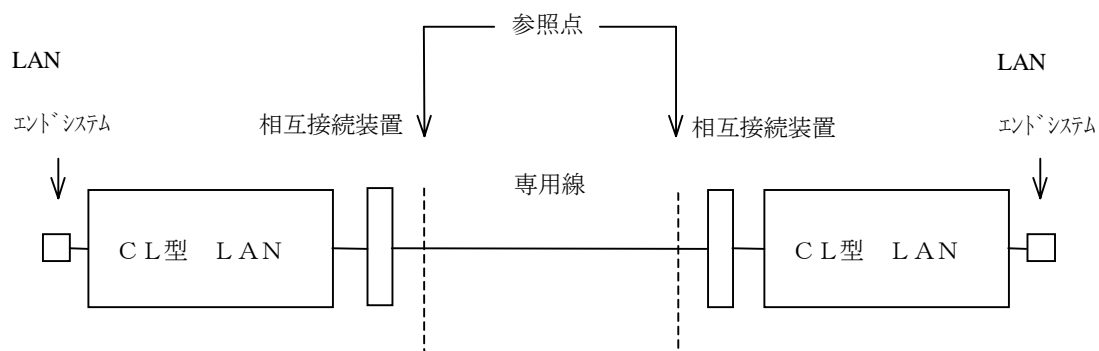 参照点
LAN
LAN
ｴﾝﾄﾞｼｽﾃﾑ
相互接続装置
相互接続装置
ｴﾝﾄﾞｼｽﾃﾑ
専用線
ＣＬ型 ＬＡＮ
ＣＬ型 ＬＡＮ